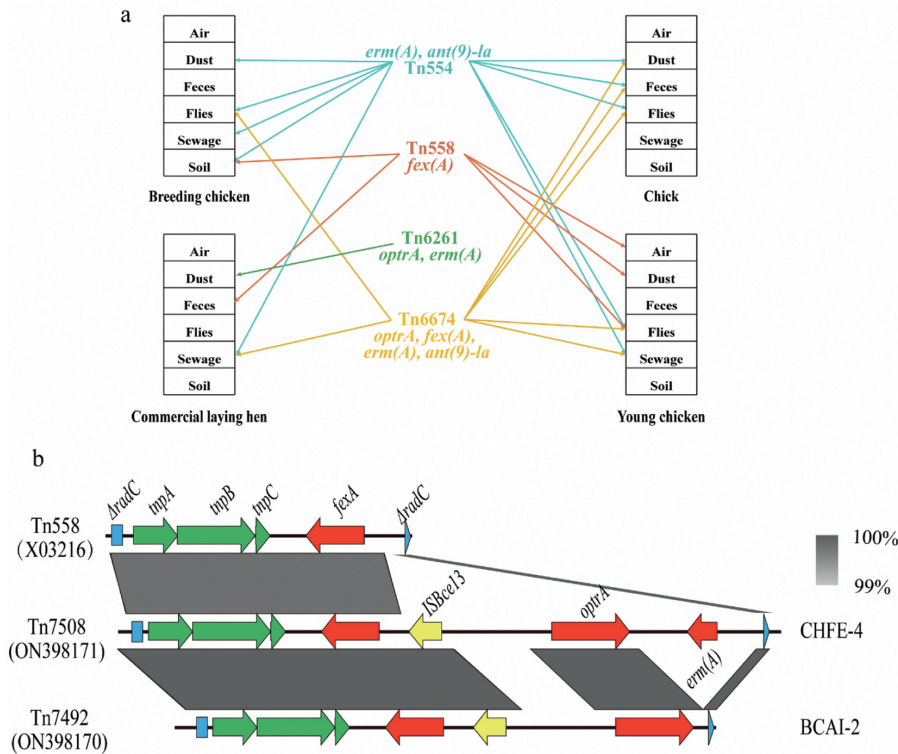 a
Air
Dust
Feces
Flies
Sewage
Soil
Breeding chicken
Air
Dust
Feces
Flies
Sewage
Soil
Commercial laying hen
erm(A), ant(9)-la
Tn554
Tn558
fex(A)
Tn6261
optrA, erm(A)
Tn6674
optrA, fex(A),
erm(A), ant(9)-la
Air
Dust
Feces
Flies
Sewage
Soil
Chick
Air
Dust
Feces
Flies
Sewage
Soil
Young chicken
b
ΔradC
tnpA
tnpB
tnpC
fexA
ΔradC
Tn558
(X03216)
100%
99%
ISBce13
optrA
Tn7508
(ON398171)
CHFE-4
erm(A)
Tn7492
(ON398170)
BCAI-2